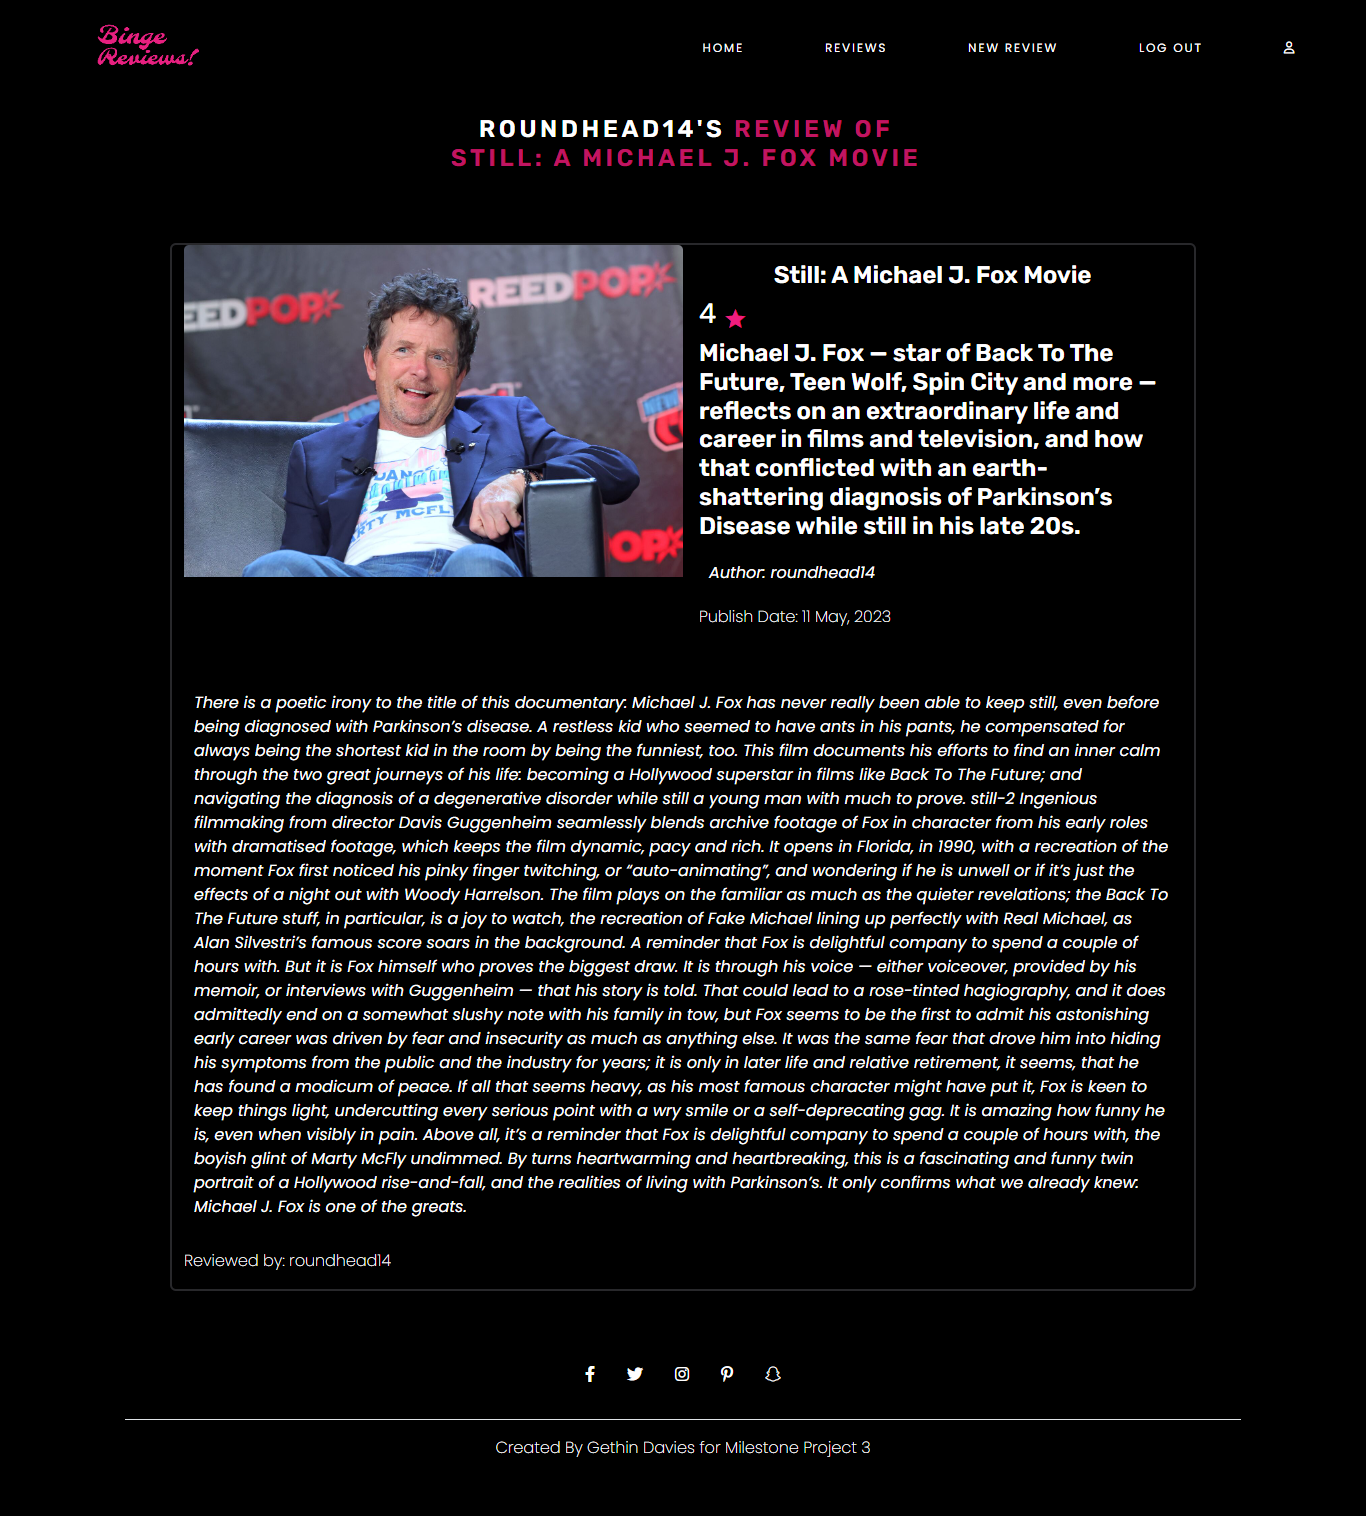 Binge
Reviews!
HOME
REVIEWS
NEW REVIEW
LOG OUT
ROUNDHEAD14'S REVIEW OF
STILL: A MICHAEL J. FOX MOVIE
REEDPOP
EEDPOP
NEW
OP
Still: A Michael J. Fox Movie
4
Michael J. Fox — star of Back To The
Future, Teen Wolf, Spin City and more —
reflects on an extraordinary life and
career in films and television, and how
that conflicted with an earth-
shattering diagnosis of Parkinson’s
Disease while still in his late 20s.
Author: roundhead14
Publish Date: 11 May, 2023
There is a poetic irony to the title of this documentary: Michael J. Fox has never really been able to keep still, even before
being diagnosed with Parkinson’s disease. A restless kid who seemed to have ants in his pants, he compensated for
always being the shortest kid in the room by being the funniest, too. This film documents his efforts to find an inner calm
through the two great journeys of his life: becoming a Hollywood superstar in films like Back To The Future; and
navigating the diagnosis of a degenerative disorder while still a young man with much to prove. still-2 Ingenious
filmmaking from director Davis Guggenheim seamlessly blends archive footage of Fox in character from his early roles
with dramatised footage, which keeps the film dynamic, pacy and rich. It opens in Florida, in 1990, with a recreation of the
moment Fox first noticed his pinky finger twitching, or “auto-animating”, and wondering if he is unwell or if it’s just the
effects of a night out with Woody Harrelson. The film plays on the familiar as much as the quieter revelations; the Back To
The Future stuff, in particular, is a joy to watch, the recreation of Fake Michael lining up perfectly with Real Michael, as
Alan Silvestri’s famous score soars in the background. A reminder that Fox is delightful company to spend a couple of
hours with. But it is Fox himself who proves the biggest draw. It is through his voice — either voiceover, provided by his
memoir, or interviews with Guggenheim — that his story is told. That could lead to a rose-tinted hagiography, and it does
admittedly end on a somewhat slushy note with his family in tow, but Fox seems to be the first to admit his astonishing
early career was driven by fear and insecurity as much as anything else. It was the same fear that drove him into hiding
his symptoms from the public and the industry for years; it is only in later life and relative retirement, it seems, that he
has found a modicum of peace. If all that seems heavy, as his most famous character might have put it, Fox is keen to
keep things light, undercutting every serious point with a wry smile or a self-deprecating gag. It is amazing how funny he
is, even when visibly in pain. Above all, it’s a reminder that Fox is delightful company to spend a couple of hours with, the
boyish glint of Marty McFly undimmed. By turns heartwarming and heartbreaking, this is a fascinating and funny twin
portrait of a Hollywood rise-and-fall, and the realities of living with Parkinson’s. It only confirms what we already knew:
Michael J. Fox is one of the greats.
Reviewed by: roundhead14
Created By Gethin Davies for Milestone Project 3